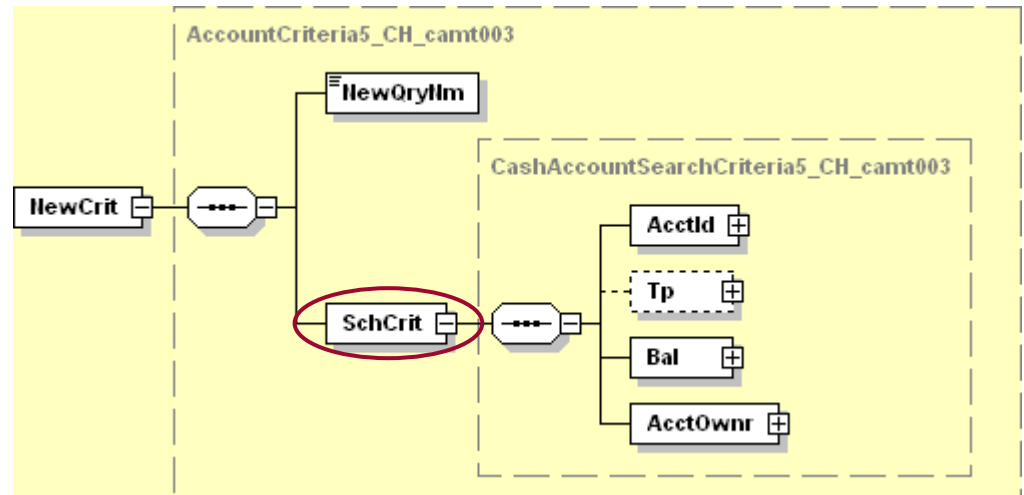 AccountCriteria5_CH_camt003
NewQryNm
CashAccountSearchCriteria5_CH_camt003
NewCrit
AcctId
Tp
SchCrit
Bal
AcctOwnr